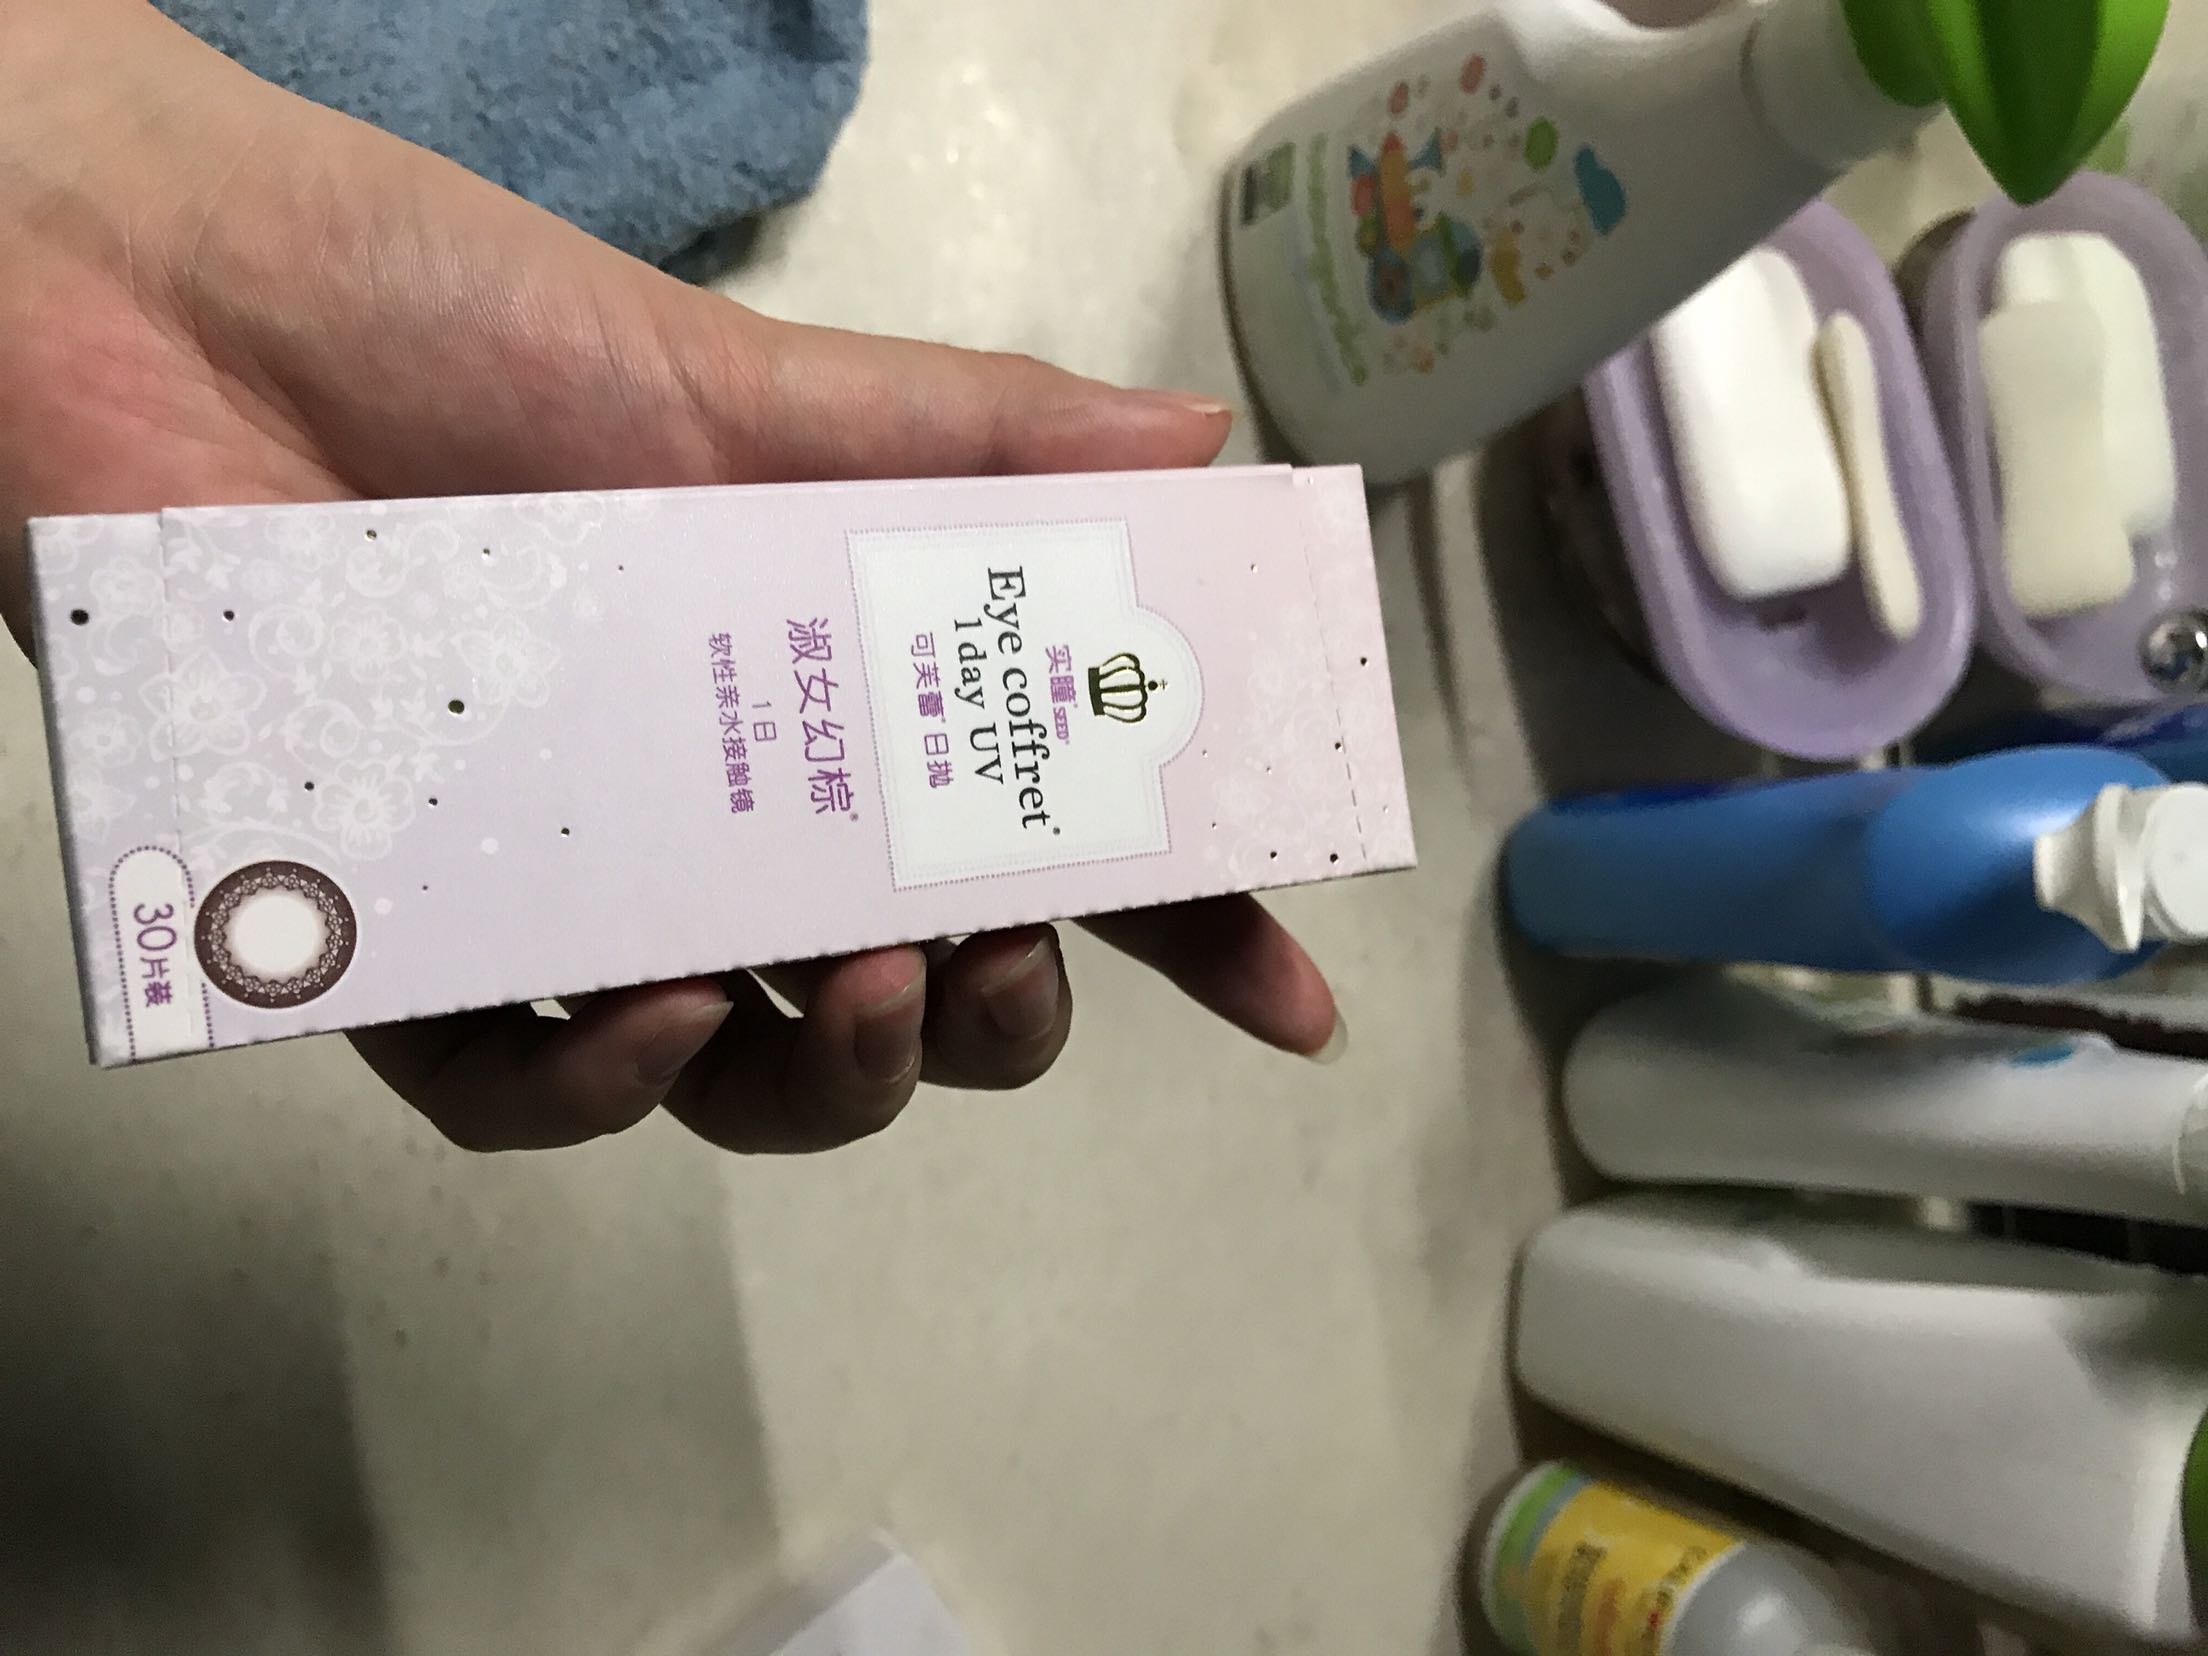 实瞳 SEED
Eye coffret®
1 day UV
可芙蕾® 日抛
淑女幻棕®
1日
软性亲水接触镜
30片装